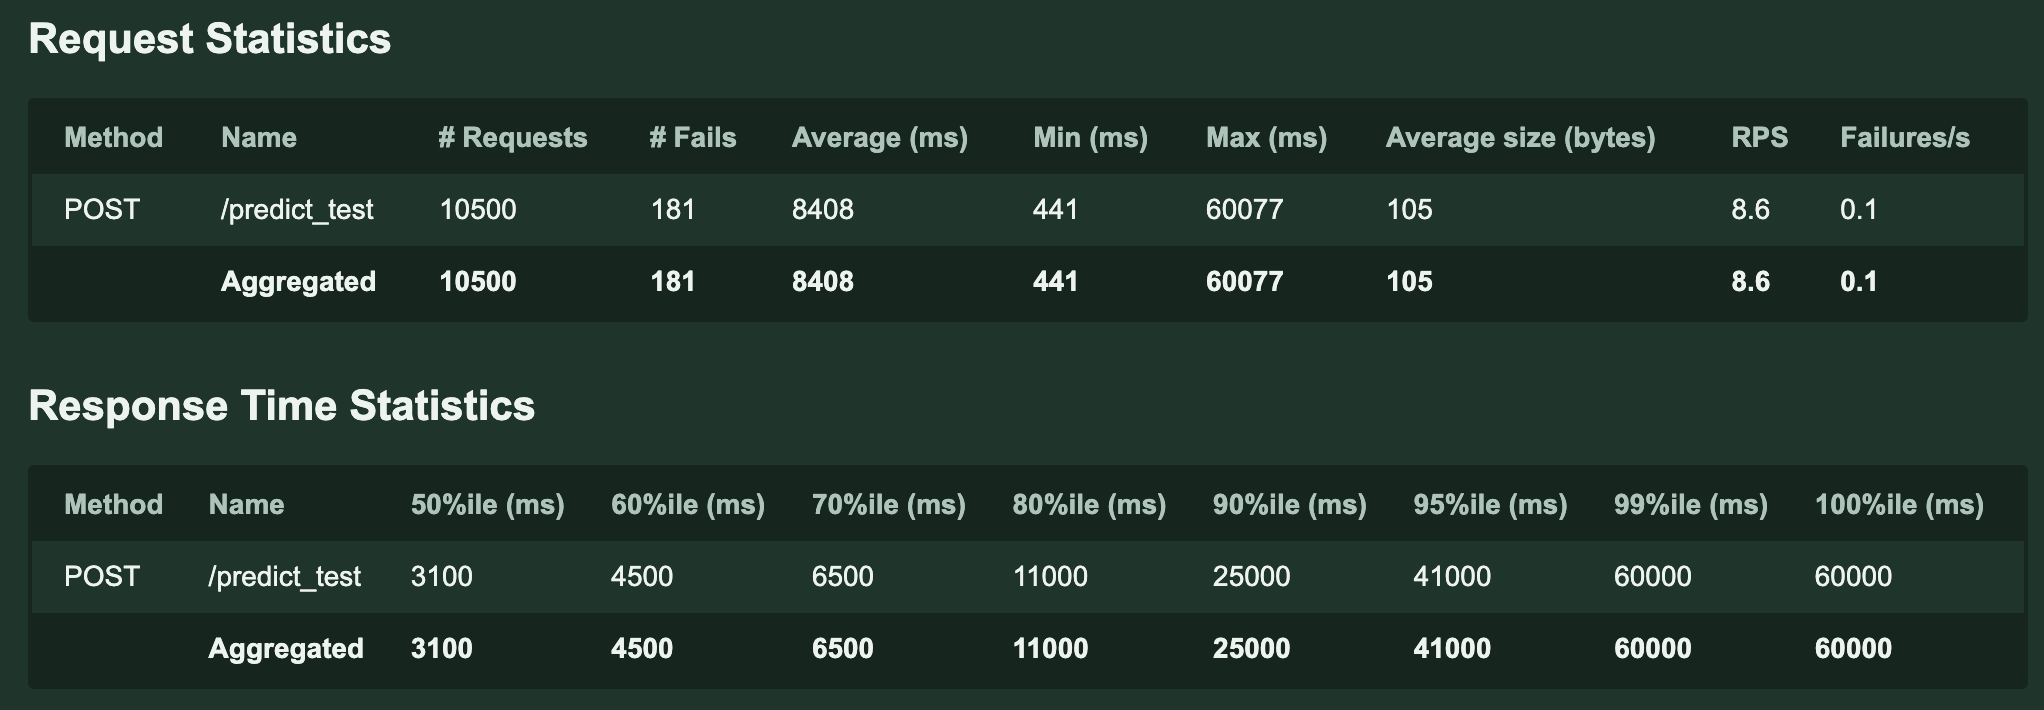 Request Statistics
Method Name # Requests # Fails Average (ms) Min (ms) Max (ms) Average size (bytes) RPS Failures/s
POST /predict_test 10500 181 8408 441 60077 105 8.6 0.1
Aggregated 10500 181 8408 441 60077 105 8.6 0.1
Response Time Statistics
Method Name 50%ile (ms) 60%ile (ms) 70%ile (ms) 80%ile (ms) 90%ile (ms) 95%ile (ms) 99%ile (ms) 100%ile (ms)
POST /predict_test 3100 4500 6500 11000 25000 41000 60000 60000
Aggregated 3100 4500 6500 11000 25000 41000 60000 60000